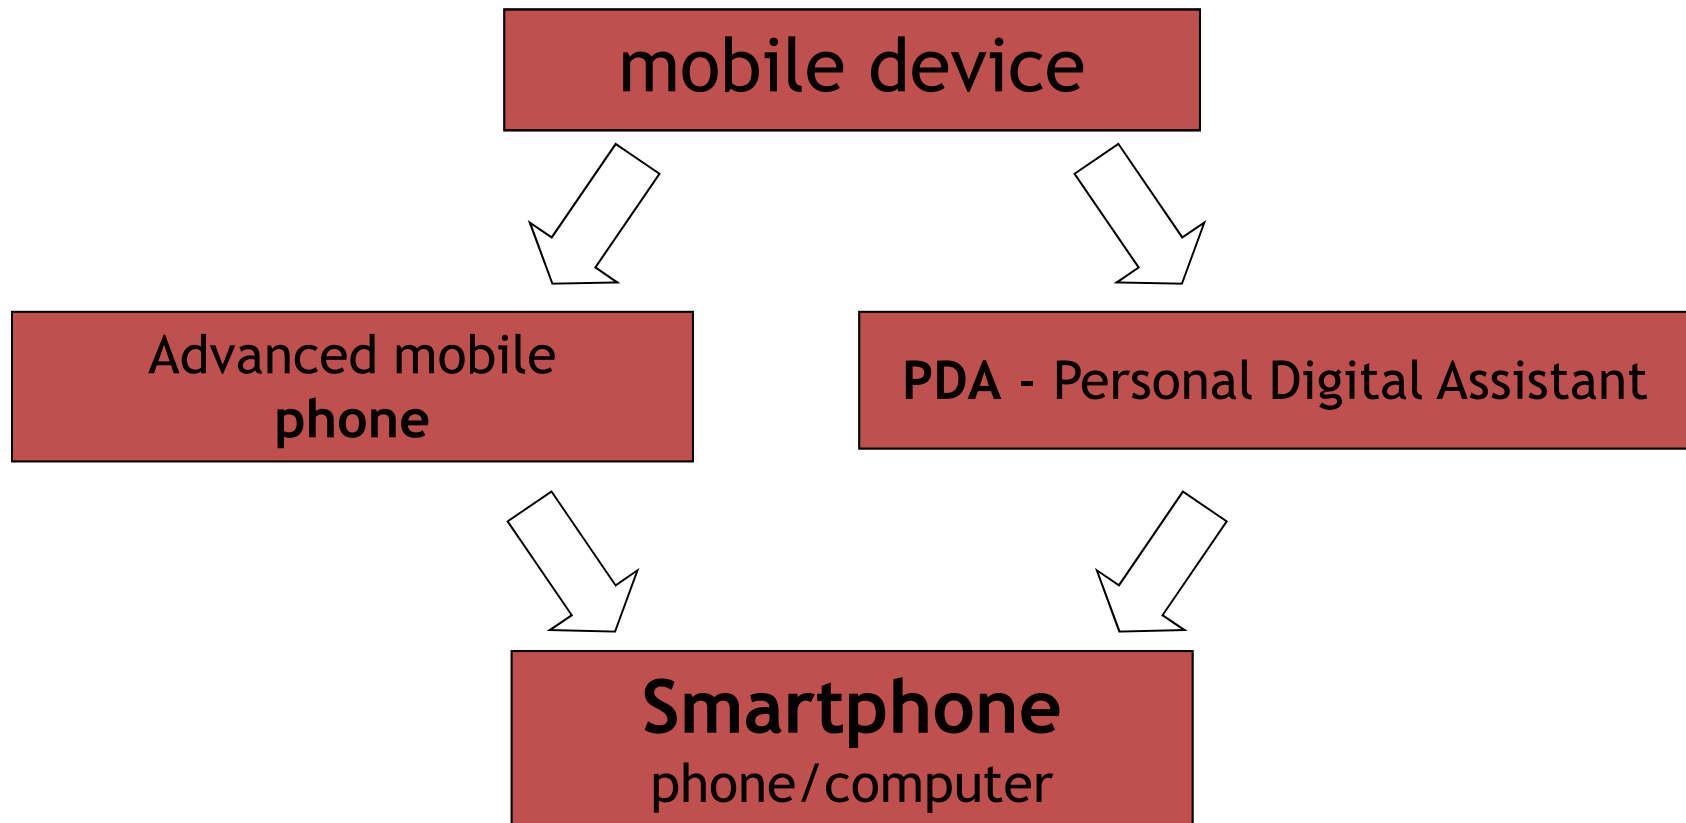 mobile device
Advanced mobile
phone
PDA - Personal Digital Assistant
Smartphone
phone/computer